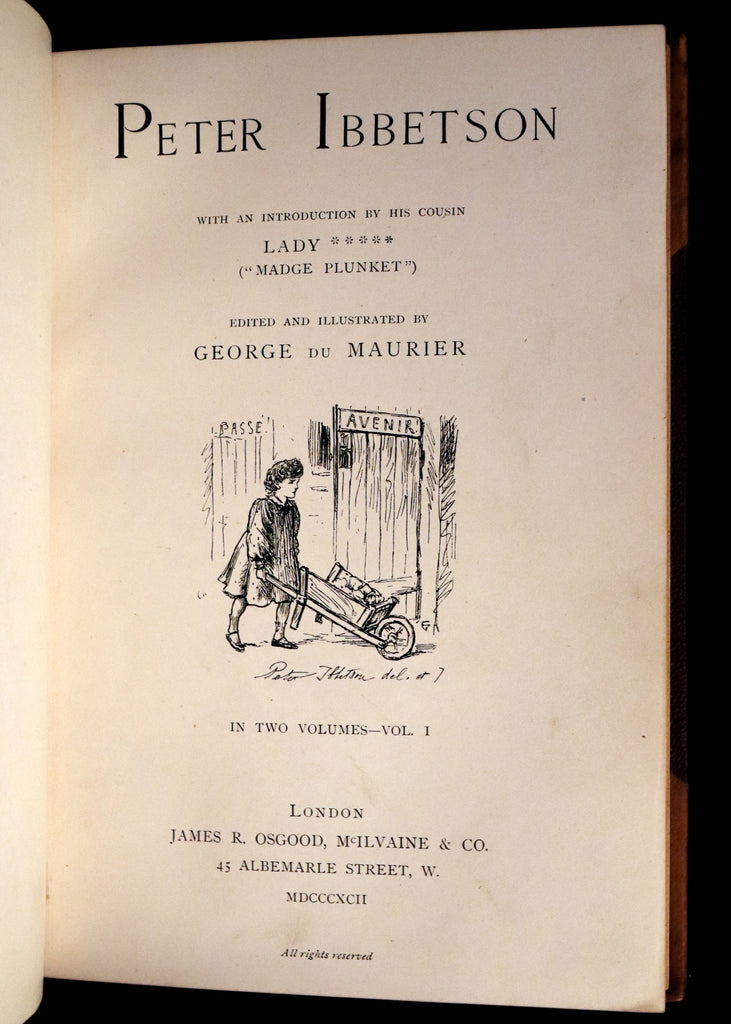 PETER IBBETSON
WITH AN INTRODUCTION BY HIS COUSIN
LADY *****
("MADGE PLUNKET")
EDITED AND ILLUSTRATED BY
GEORGE DU MAURIER
PASSÉ
AVENIR
Peter Ibbetson del.
IN TWO VOLUMES—VOL. I
LONDON
JAMES R. OSGOOD, McILVAINE & CO.
45 ALBEMARLE STREET, W.
MDCCCXCII
All rights reserved